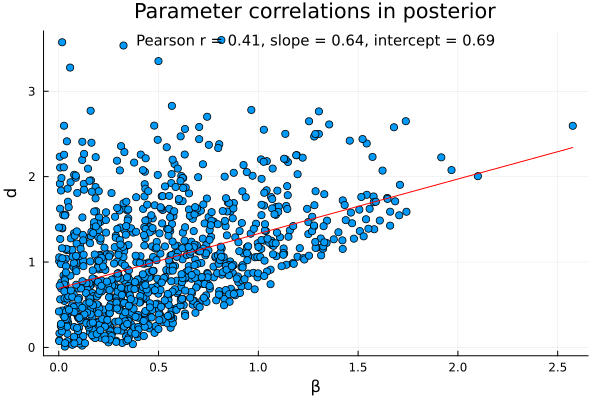 Parameter correlations in posterior
Pearson r = 0.41, slope = 0.64, intercept = 0.69
3
2
1
0
d
0.0 0.5 1.0 1.5 2.0 2.5
β